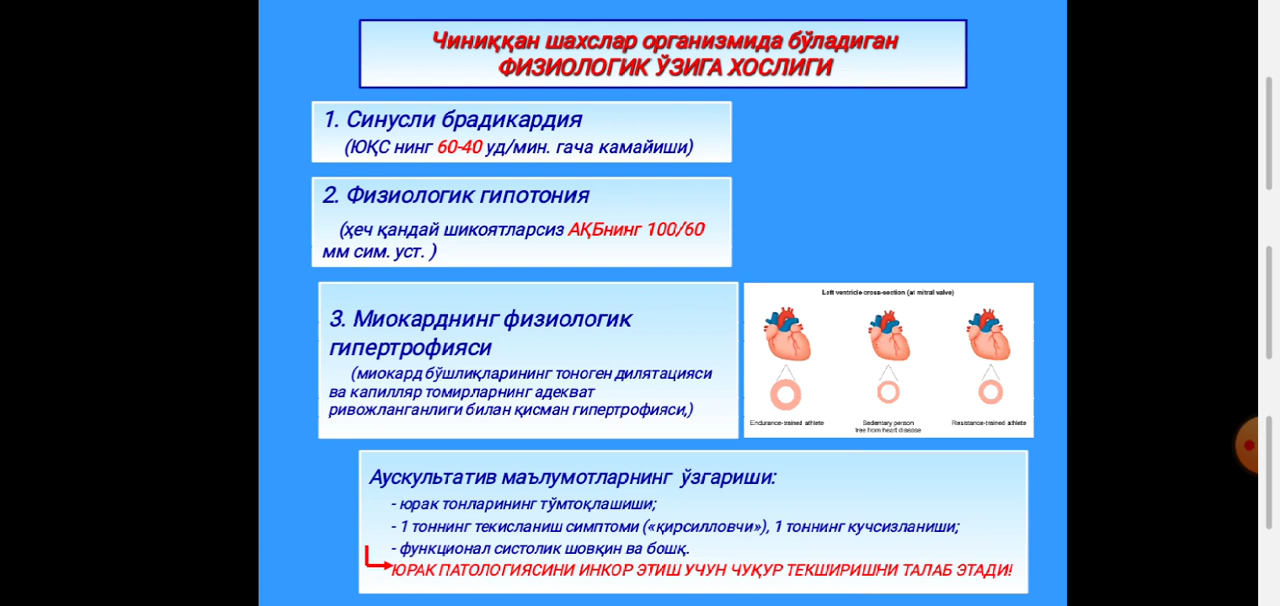 Чиниққан шахслар организмида бўладиган
ФИЗИОЛОГИК ЎЗИГА ХОСЛИГИ
1. Синусли брадикардия
(ЮҚС нинг 60-40 уд/мин. гача камайиши)
2. Физиологик гипотония
(ҳеч қандай шикоятларсиз АҚБнинг 100/60
мм сим. уст. )
3. Миокарднинг физиологик
гипертрофияси
(миокард бўшлиқларининг тоноген дилятацияси
ва капилляр томирларнинг адекват
ривожланганлиги билан қисман гипертрофияси,)
Left ventricle cross-section (at mitral valve)
Endurance-trained athlete
Sedentary person
free from heart disease
Resistance-trained athlete
Аускультатив маълумотларнинг ўзгариши:
- юрак тонларининг тўмтоқлашиши;
- 1 тоннинг текисланиш симптоми («қирсилловчи»), 1 тоннинг кучсизланиши;
- функционал систолик шовқин ва бошқ.
ЮРАК ПАТОЛОГИЯСИНИ ИНКОР ЭТИШ УЧУН ЧУҚУР ТЕКШИРИШНИ ТАЛАБ ЭТАДИ!